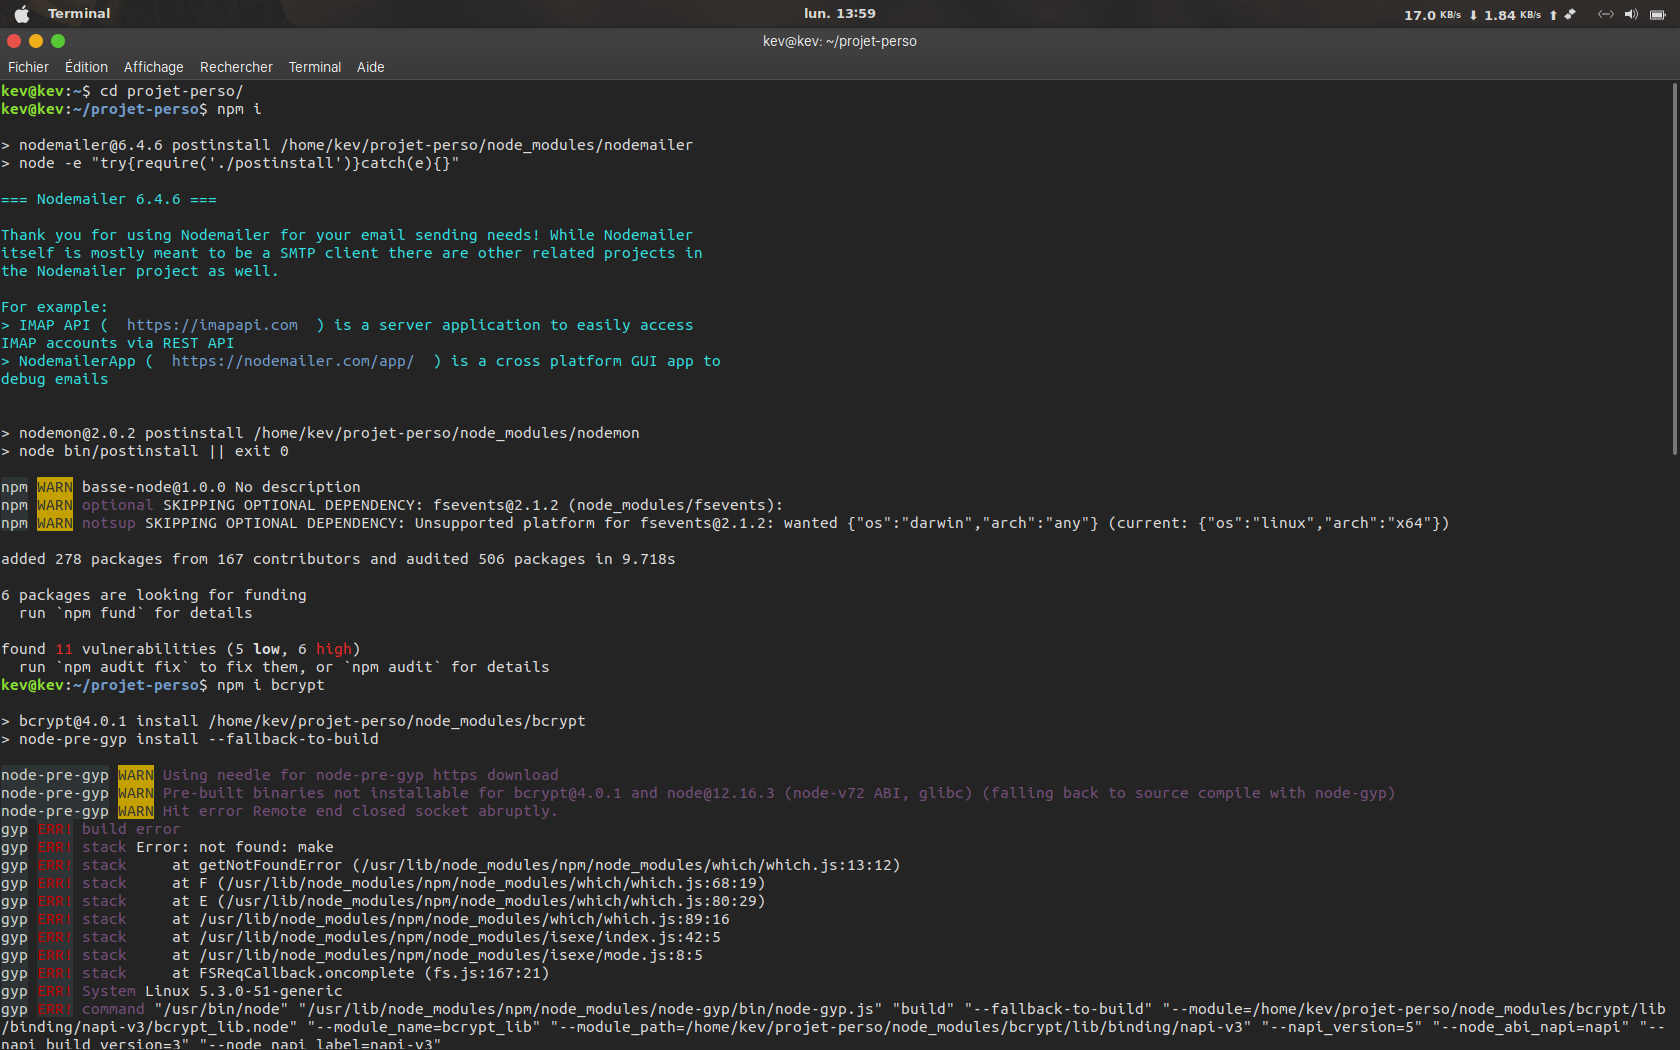 Terminal
lun. 13:59
17.0 KB/s 1.84 KB/s
kev@kev: ~/projet-perso
Fichier Édition Affichage Rechercher Terminal Aide
kev@kev:~$ cd projet-perso/
kev@kev:~/projet-perso$ npm i
> nodemailer@6.4.6 postinstall /home/kev/projet-perso/node_modules/nodemailer
> node -e "try{require('./postinstall')}catch(e){}"
=== Nodemailer 6.4.6 ===
Thank you for using Nodemailer for your email sending needs! While Nodemailer
itself is mostly meant to be a SMTP client there are other related projects in
the Nodemailer project as well.
For example:
> IMAP API (  https://imapapi.com  ) is a server application to easily access
IMAP accounts via REST API
> NodemailerApp (  https://nodemailer.com/app/  ) is a cross platform GUI app to
debug emails
> nodemon@2.0.2 postinstall /home/kev/projet-perso/node_modules/nodemon
> node bin/postinstall || exit 0
npm WARN basse-node@1.0.0 No description
npm WARN optional SKIPPING OPTIONAL DEPENDENCY: fsevents@2.1.2 (node_modules/fsevents):
npm WARN notsup SKIPPING OPTIONAL DEPENDENCY: Unsupported platform for fsevents@2.1.2: wanted {"os":"darwin","arch":"any"} (current: {"os":"linux","arch":"x64"})
added 278 packages from 167 contributors and audited 506 packages in 9.718s
6 packages are looking for funding
  run `npm fund` for details
found 11 vulnerabilities (5 low, 6 high)
  run `npm audit fix` to fix them, or `npm audit` for details
kev@kev:~/projet-perso$ npm i bcrypt
> bcrypt@4.0.1 install /home/kev/projet-perso/node_modules/bcrypt
> node-pre-gyp install --fallback-to-build
node-pre-gyp WARN Using needle for node-pre-gyp https download
node-pre-gyp WARN Pre-built binaries not installable for bcrypt@4.0.1 and node@12.16.3 (node-v72 ABI, glibc) (falling back to source compile with node-gyp)
node-pre-gyp WARN Hit error Remote end closed socket abruptly.
gyp ERR! build error
gyp ERR! stack Error: not found: make
gyp ERR! stack     at getNotFoundError (/usr/lib/node_modules/npm/node_modules/which/which.js:13:12)
gyp ERR! stack     at F (/usr/lib/node_modules/npm/node_modules/which/which.js:68:19)
gyp ERR! stack     at E (/usr/lib/node_modules/npm/node_modules/which/which.js:80:29)
gyp ERR! stack     at /usr/lib/node_modules/npm/node_modules/which/which.js:89:16
gyp ERR! stack     at /usr/lib/node_modules/npm/node_modules/isexe/index.js:42:5
gyp ERR! stack     at /usr/lib/node_modules/npm/node_modules/isexe/mode.js:8:5
gyp ERR! stack     at FSReqCallback.oncomplete (fs.js:167:21)
gyp ERR! System Linux 5.3.0-51-generic
gyp ERR! command "/usr/bin/node" "/usr/lib/node_modules/npm/node_modules/node-gyp/bin/node-gyp.js" "build" "--fallback-to-build" "--module=/home/kev/projet-perso/node_modules/bcrypt/lib
/binding/napi-v3/bcrypt_lib.node" "--module_name=bcrypt_lib" "--module_path=/home/kev/projet-perso/node_modules/bcrypt/lib/binding/napi-v3" "--napi_version=5" "--node_abi_napi=napi" "--
napi_build_version=3" "--node_napi_label=napi-v3"